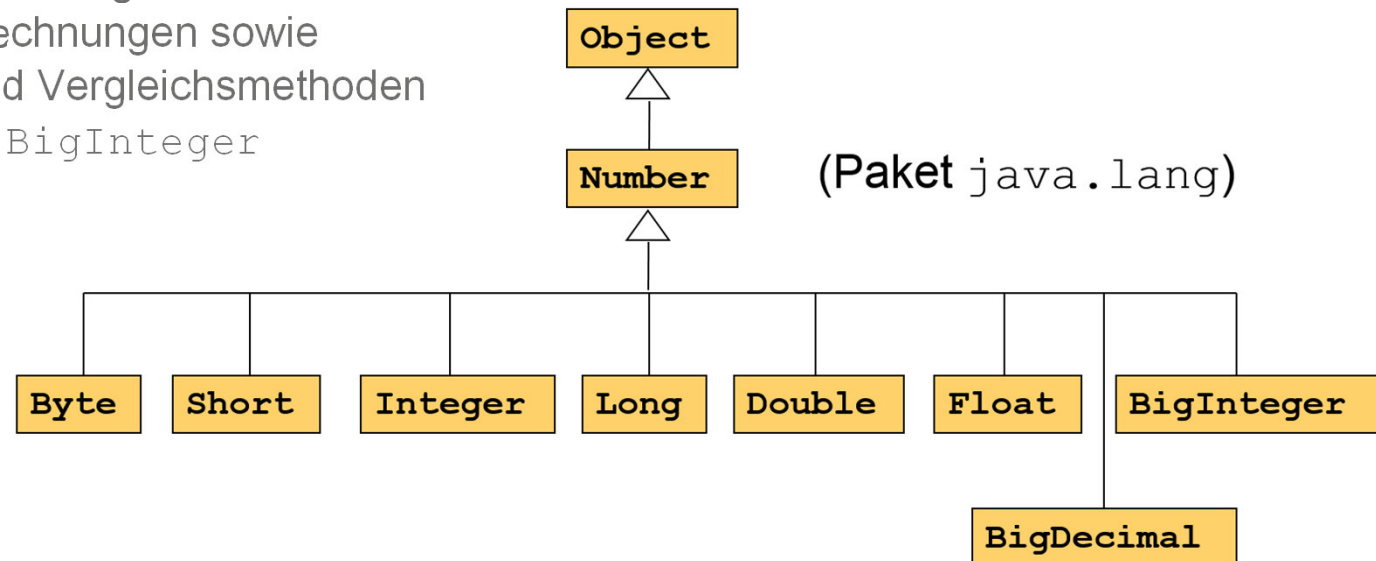 echnungen sowie
d Vergleichsmethoden
BigInteger
Object
Number
(Paket java.lang)
Byte
Short
Integer
Long
Double
Float
BigInteger
BigDecimal